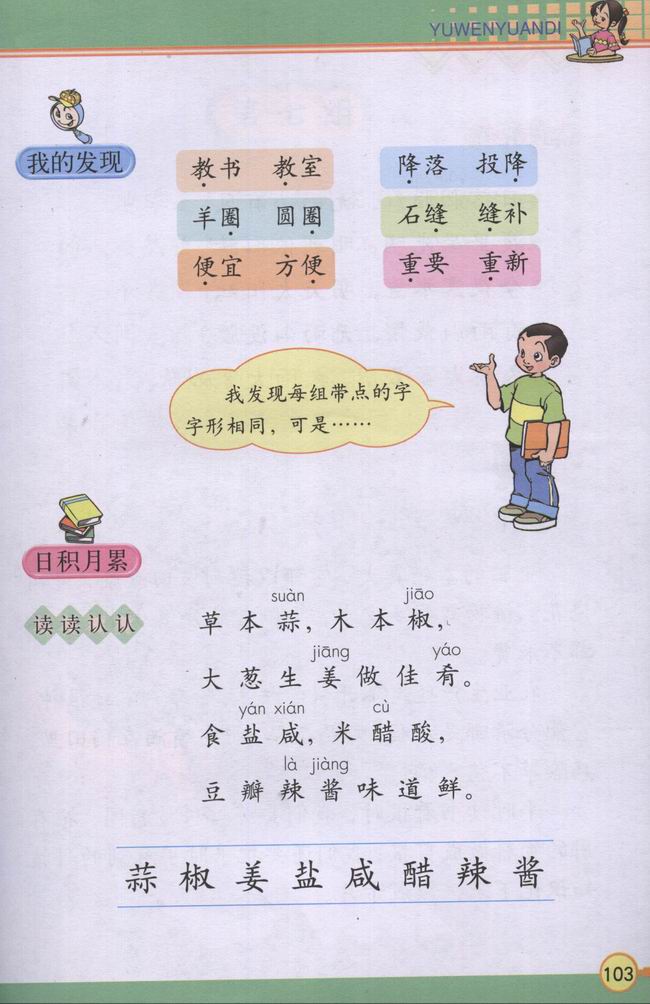 YUWENYUANDI
我的发现
教书 教室 降落 投降
羊圈 圆圈 石缝 缝补
便宜 方便 重要 重新
我发现每组带点的字
字形相同，可是……
日积月累
读读认认
suàn jiāo
草本蒜，木本椒，
jiāng yáo
大葱生姜做佳肴。
yán xián cù
食盐咸，米醋酸，
là jiàng
豆瓣辣酱味道鲜。
蒜 椒 姜 盐 咸 醋 辣 酱
103